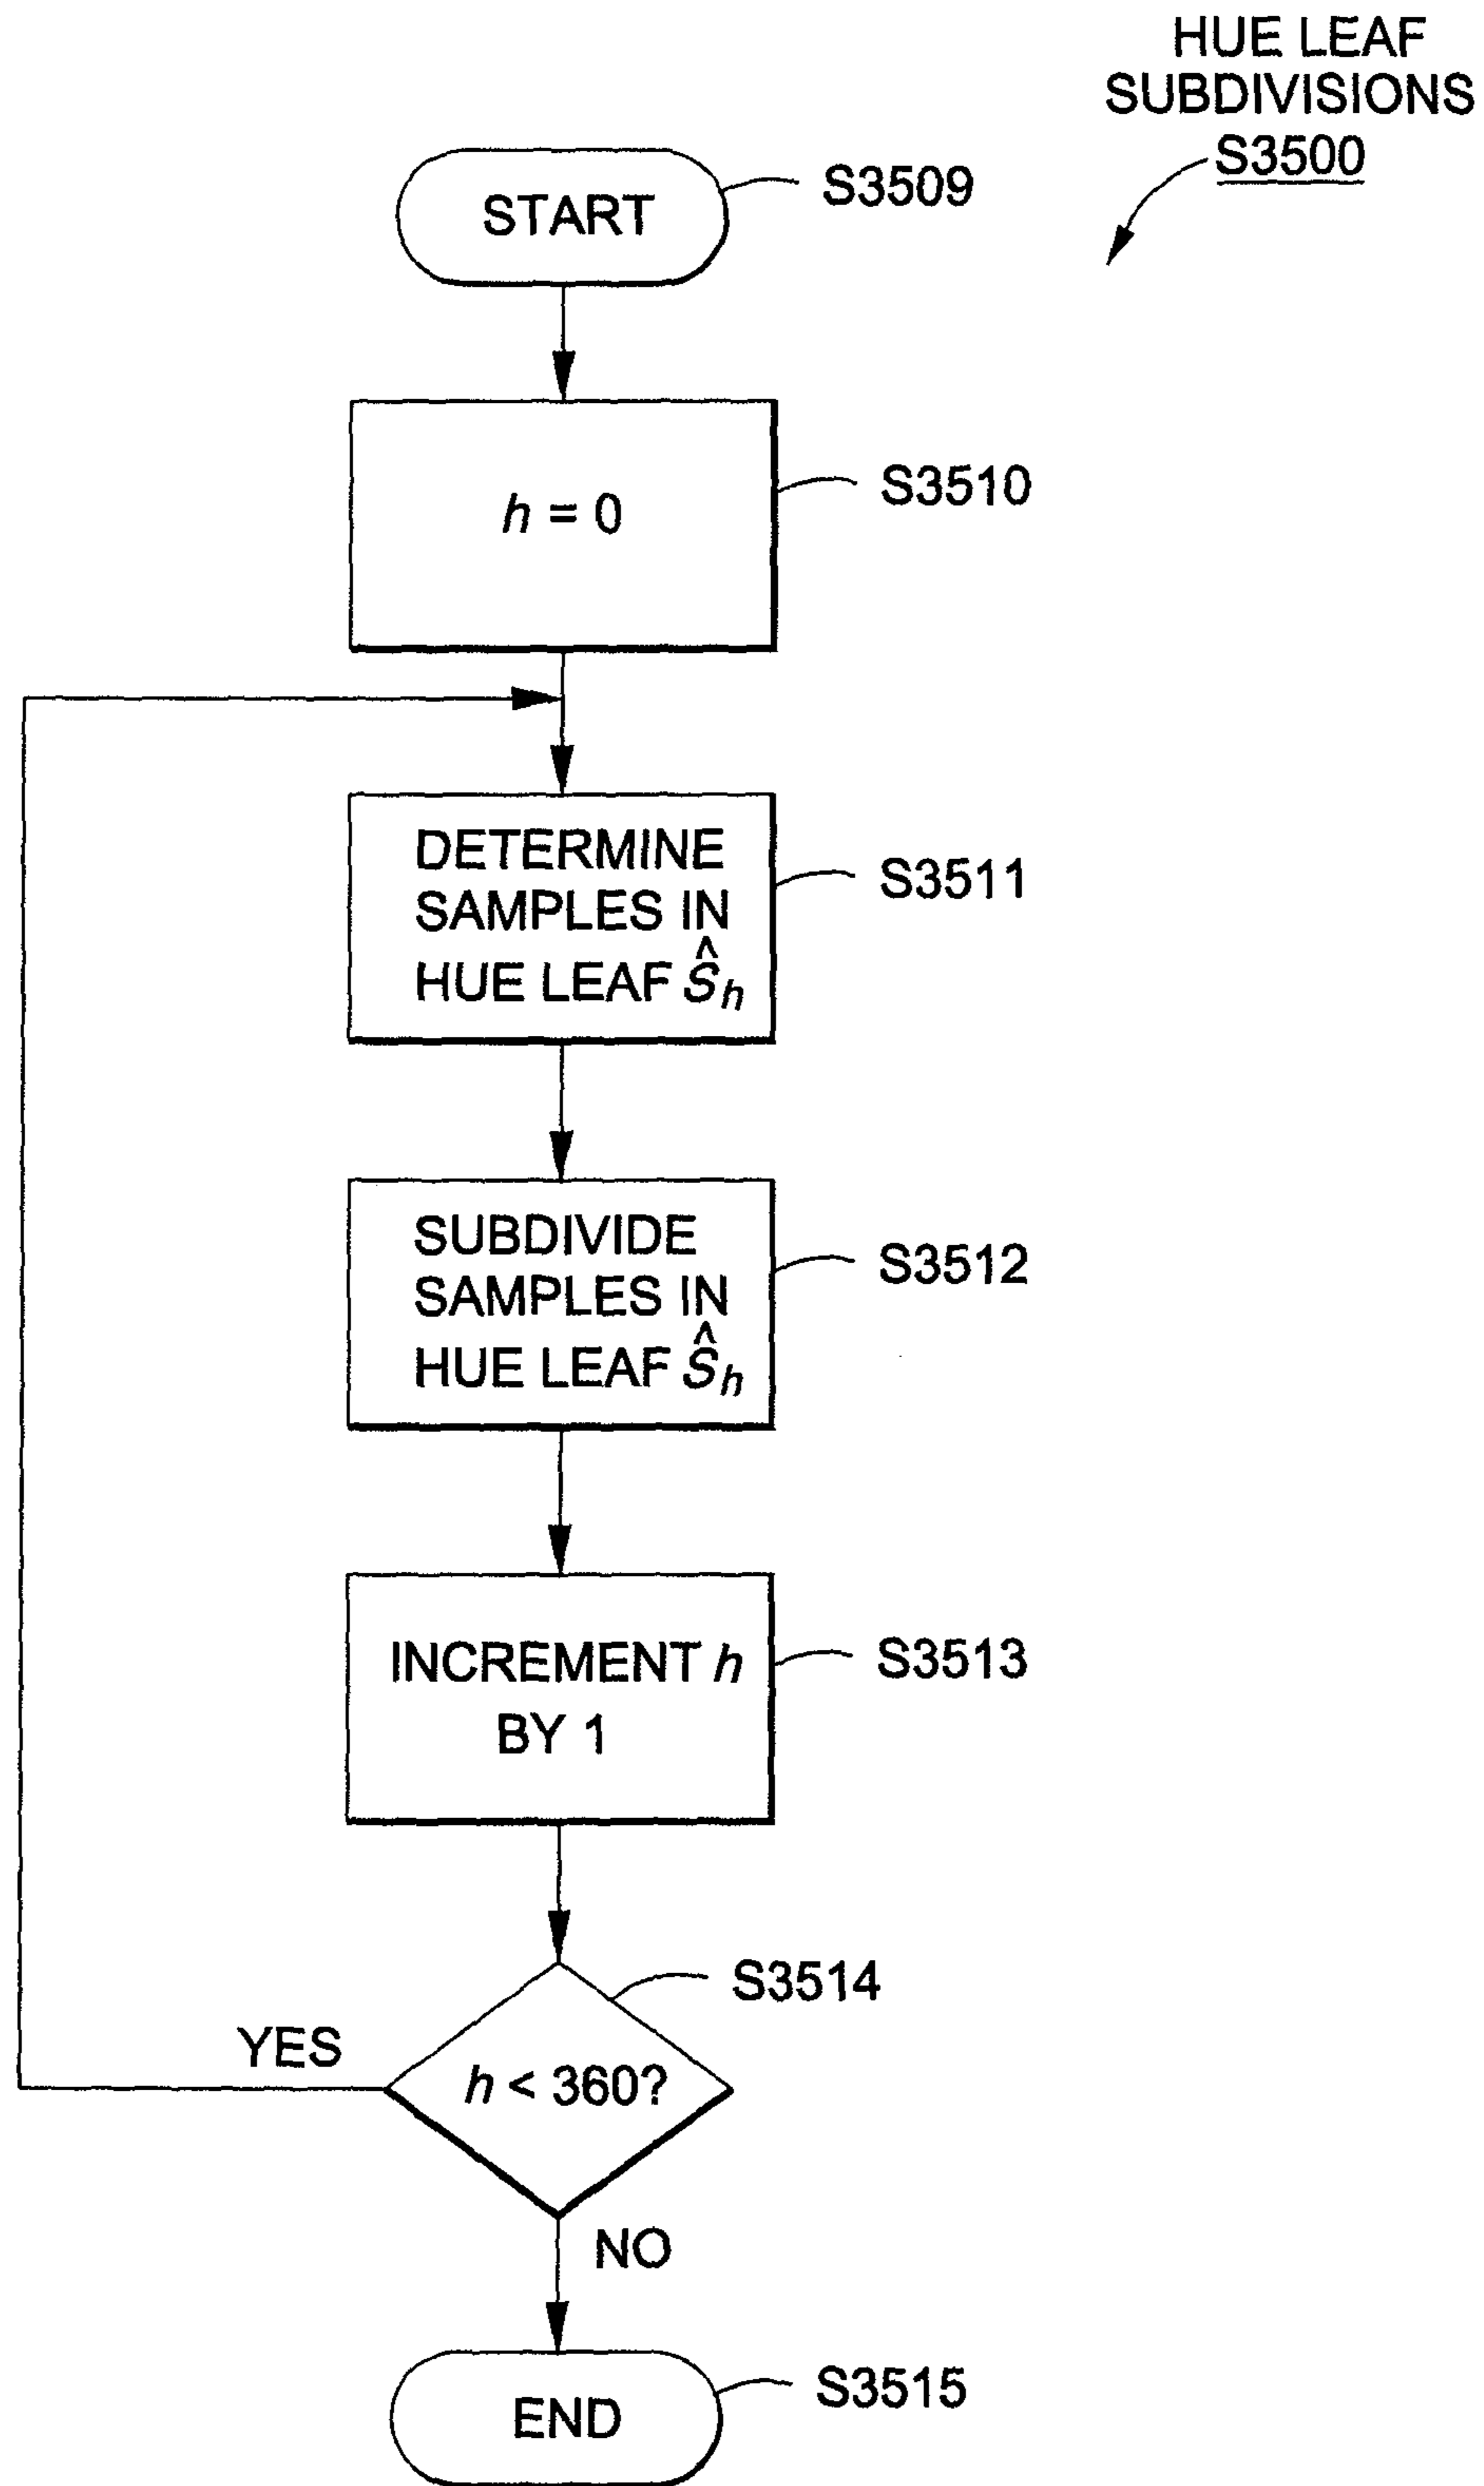 HUE LEAF
SUBDIVISIONS
S3500
START
S3509
h = 0
S3510
DETERMINE
SAMPLES IN
HUE LEAF Ŝh
S3511
SUBDIVIDE
SAMPLES IN
HUE LEAF Ŝh
S3512
INCREMENT h
BY 1
S3513
S3514
YES
h < 360?
NO
END
S3515